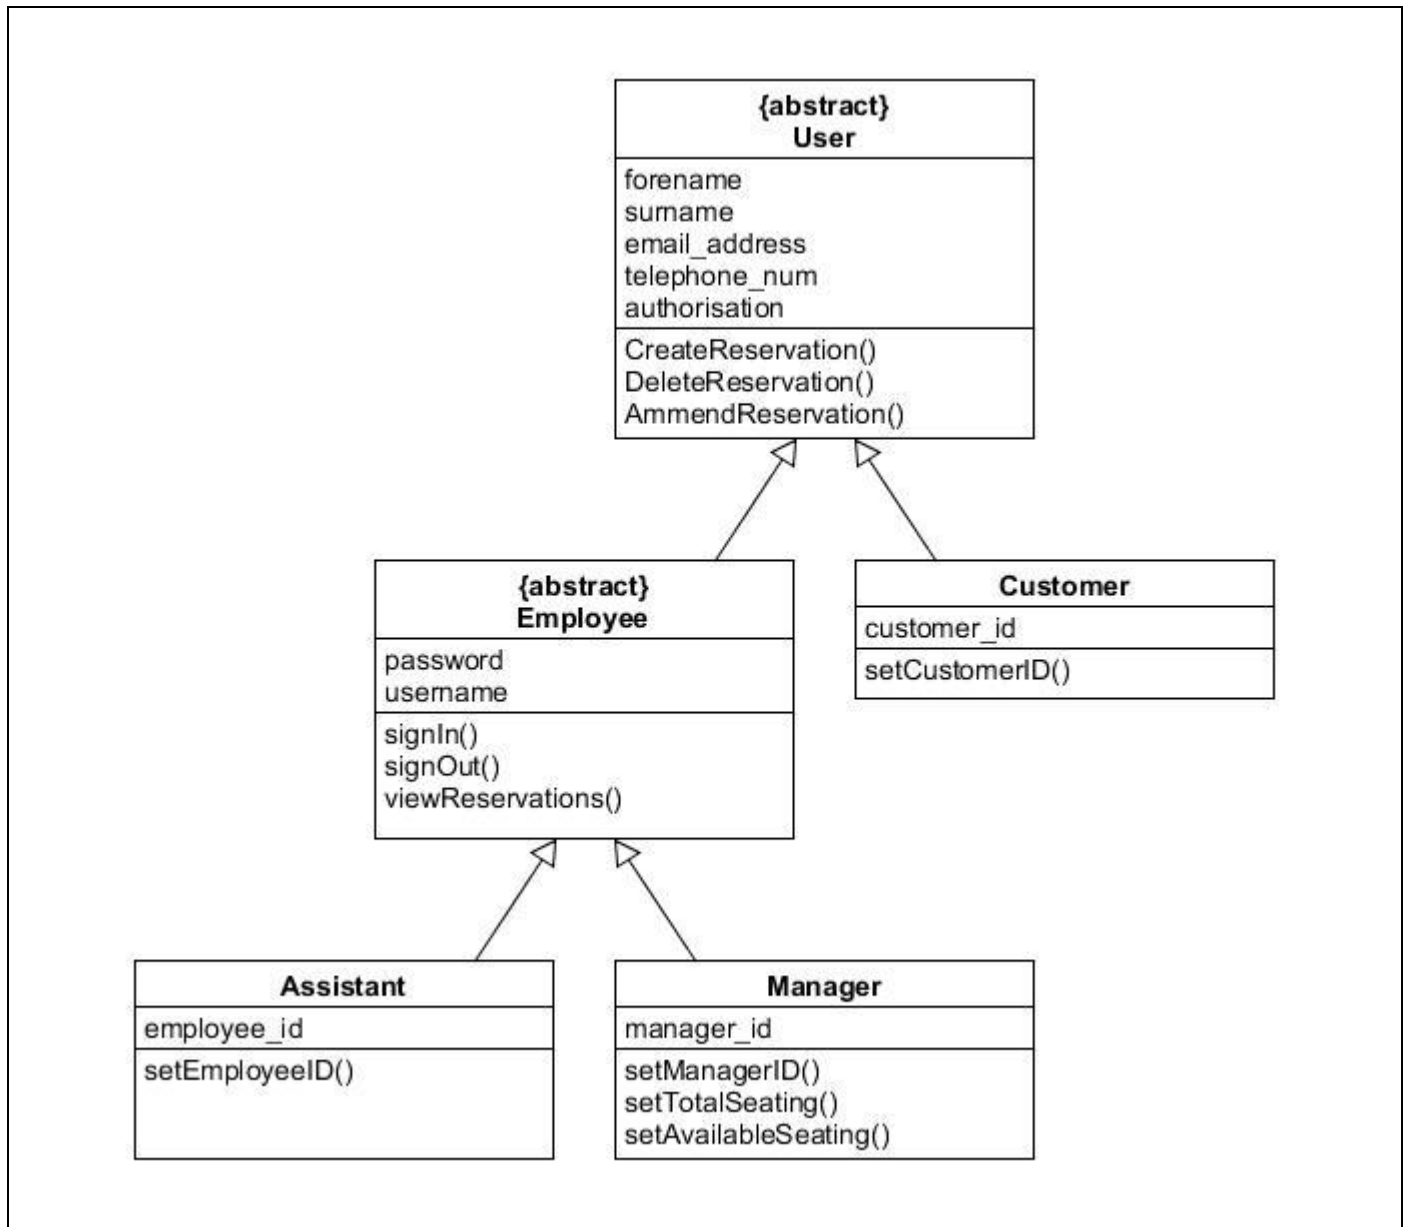 {abstract}
User
forename
surname
email_address
telephone_num
authorisation
CreateReservation()
DeleteReservation()
AmmendReservation()
{abstract}
Employee
password
username
signIn()
signOut()
viewReservations()
Customer
customer_id
setCustomerID()
Assistant
employee_id
setEmployeeID()
Manager
manager_id
setManagerID()
setTotalSeating()
setAvailableSeating()